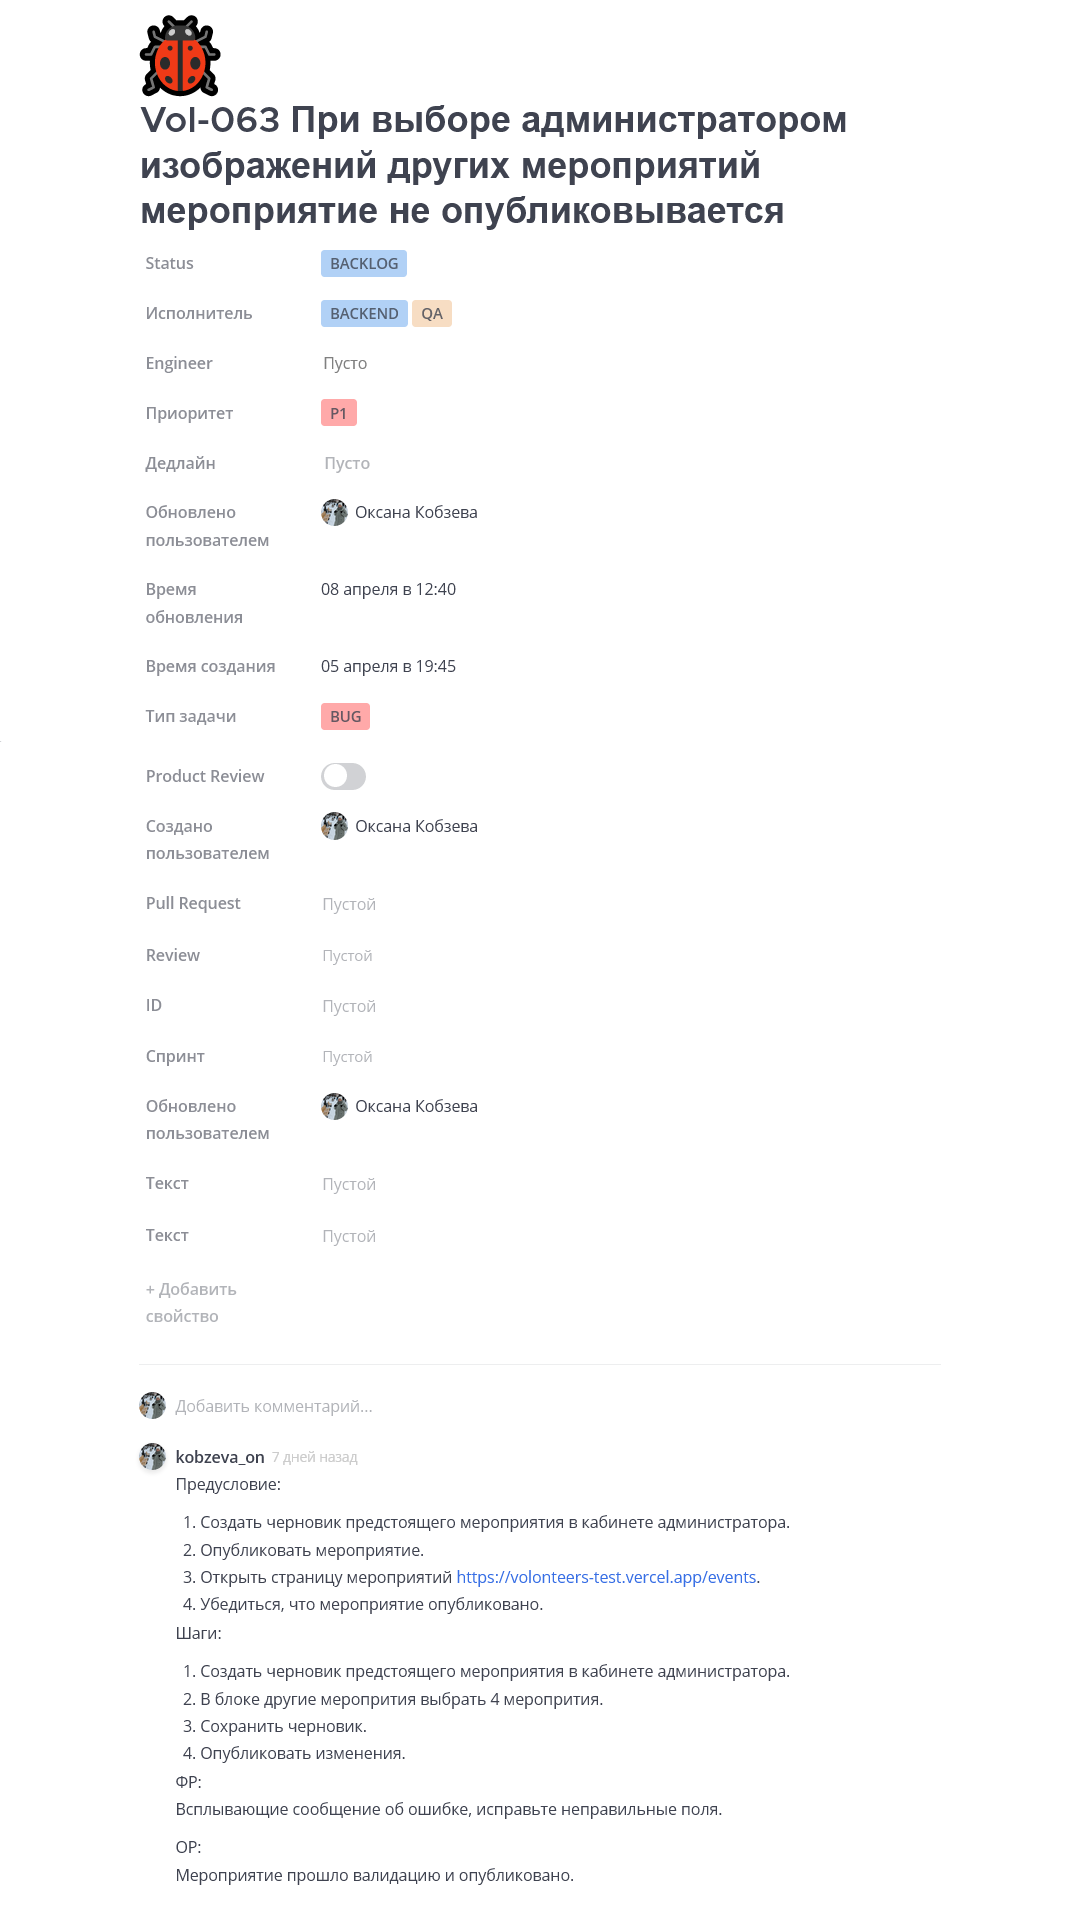 Vol-063 При выборе администратором
изображений других мероприятий
мероприятие не опубликовывается
Status BACKLOG
Исполнитель BACKEND QA
Engineer Пусто
Приоритет P1
Дедлайн Пусто
Обновлено Оксана Кобзева
пользователем
Время 08 апреля в 12:40
обновления
Время создания 05 апреля в 19:45
Тип задачи BUG
Product Review
Создано Оксана Кобзева
пользователем
Pull Request Пустой
Review Пустой
ID Пустой
Спринт Пустой
Обновлено Оксана Кобзева
пользователем
Текст Пустой
Текст Пустой
+ Добавить
свойство
Добавить комментарий...
kobzeva_on 7 дней назад
Предусловие:
1. Создать черновик предстоящего мероприятия в кабинете администратора.
2. Опубликовать мероприятие.
3. Открыть страницу мероприятий https://volonteers-test.vercel.app/events.
4. Убедиться, что мероприятие опубликовано.
Шаги:
1. Создать черновик предстоящего мероприятия в кабинете администратора.
2. В блоке другие меропрития выбрать 4 меропрития.
3. Сохранить черновик.
4. Опубликовать изменения.
ФР:
Всплывающие сообщение об ошибке, исправьте неправильные поля.
ОР:
Мероприятие прошло валидацию и опубликовано.